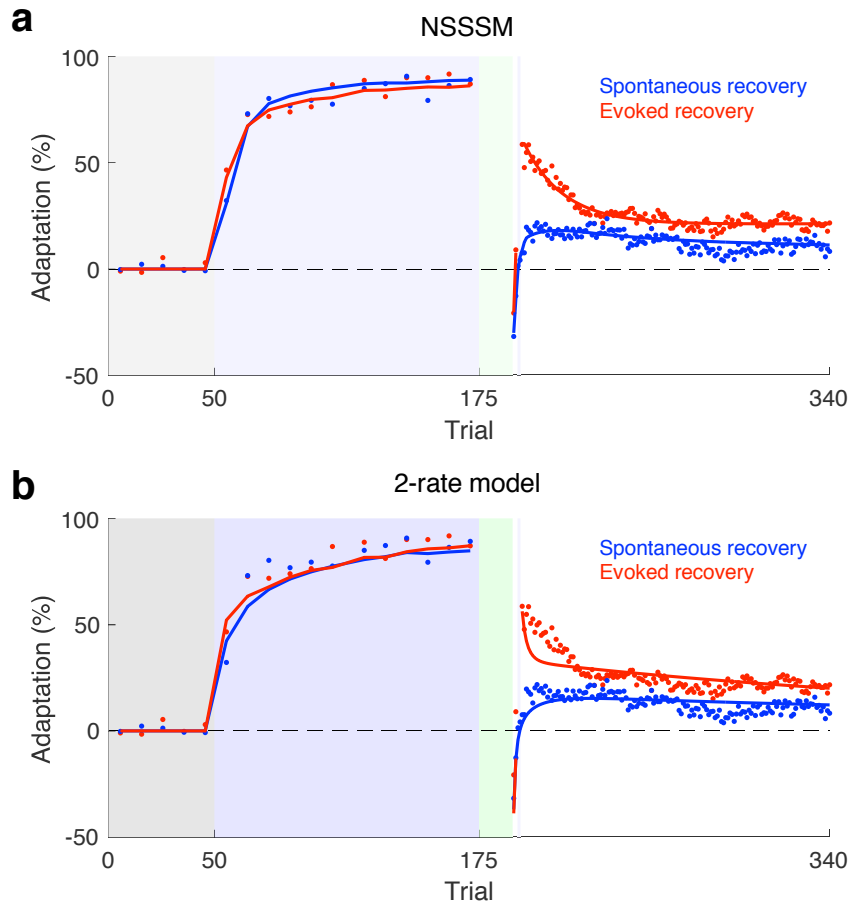 a
NSSSM
100
50
0
-50
Adaptation (%)
Spontaneous recovery
Evoked recovery
0
50
175
340
Trial
b
2-rate model
100
50
0
-50
Adaptation (%)
Spontaneous recovery
Evoked recovery
0
50
175
340
Trial